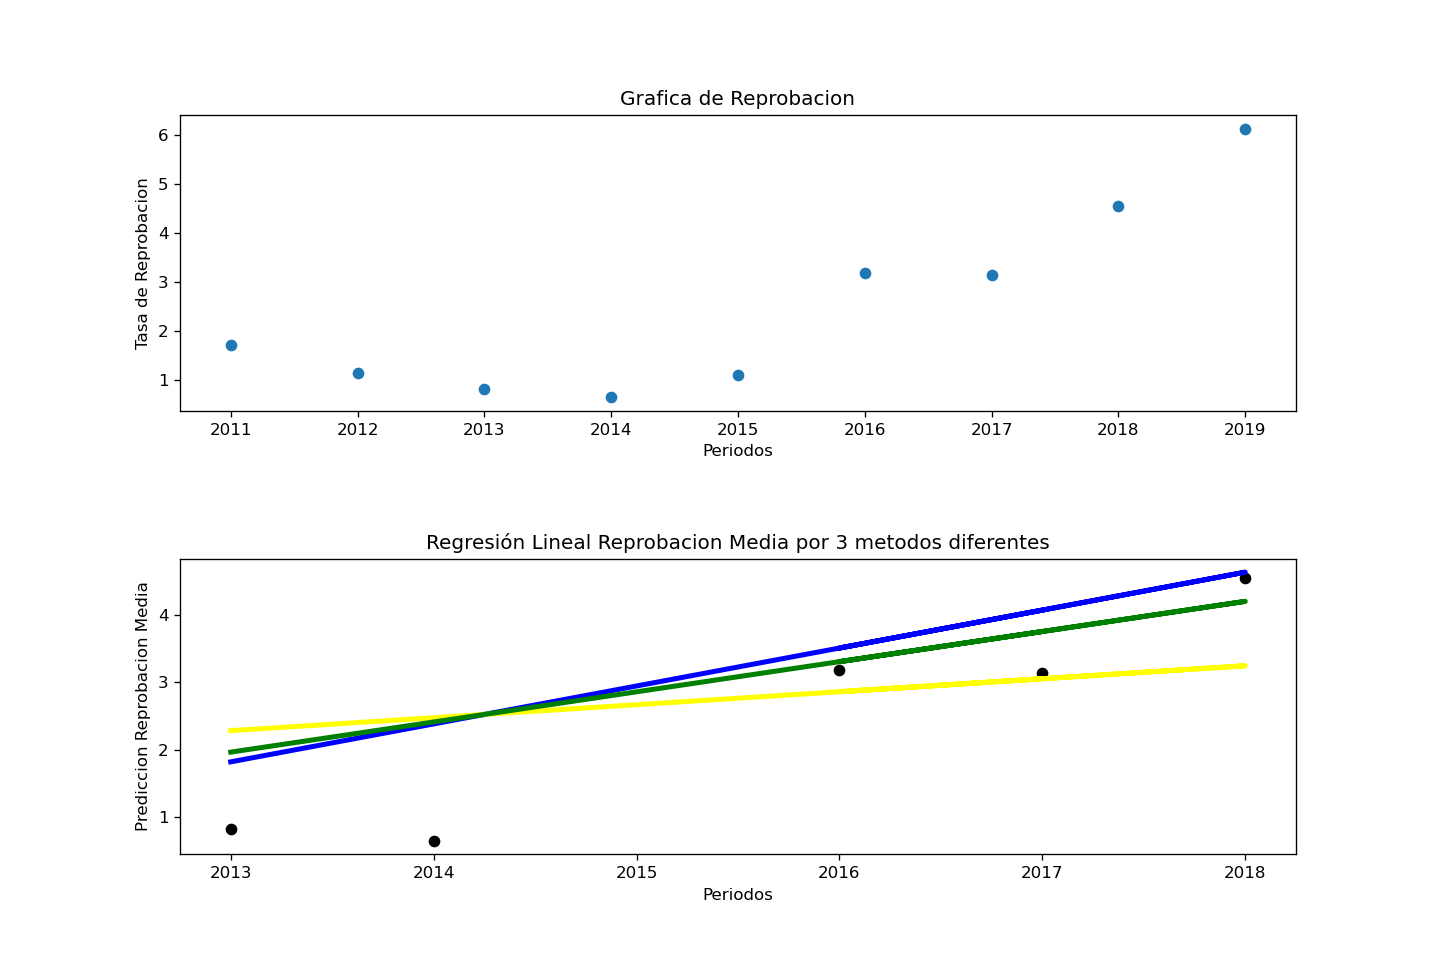 Grafica de Reprobacion
Tasa de Reprobacion
6
5
4
3
2
1
2011 2012 2013 2014 2015 2016 2017 2018 2019
Periodos
Regresión Lineal Reprobacion Media por 3 metodos diferentes
Prediccion Reprobacion Media
4
3
2
1
2013 2014 2015 2016 2017 2018
Periodos